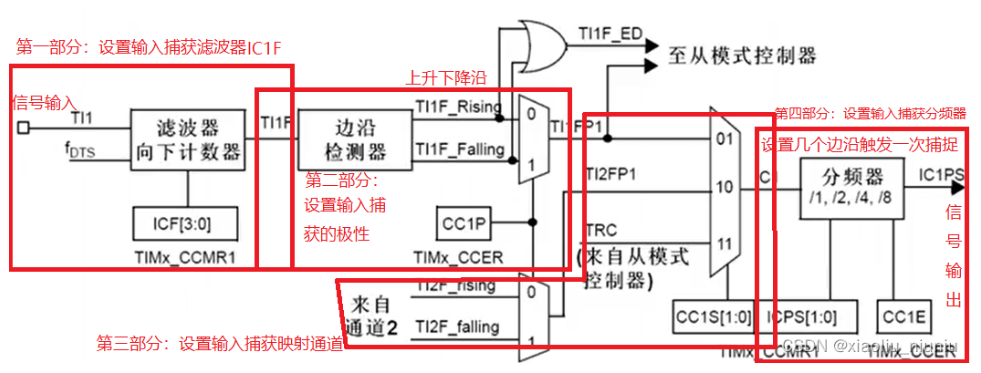 第一部分：设置输入捕获滤波器IC1F
TI1F_ED
至从模式控制器
上升下降沿
信号输入
TI1
fDTS
滤波器
向下计数器
TI1F
边沿
检测器
TI1F_Rising
TI1F_Falling
0
1
TI1FP1
第四部分：设置输入捕获分频器
设置几个边沿触发一次捕捉
01
TI2FP1
10
TRC
11
(来自从模式
控制器)
分频器
/1, /2, /4, /8
IC1PS
信号输出
第二部分：
设置输入捕
获的极性
ICF[3:0]
TIMx_CCMR1
CC1P
TIMx_CCER
来自
通道2
TI2F_rising
0
TI2F_falling
1
第三部分：设置输入捕获映射通道
CC1S[1:0]
ICPS[1:0]
CC1E
TIMx_CCMR1
TIMx_CCER
CSDN @xiaoliu_niuniu